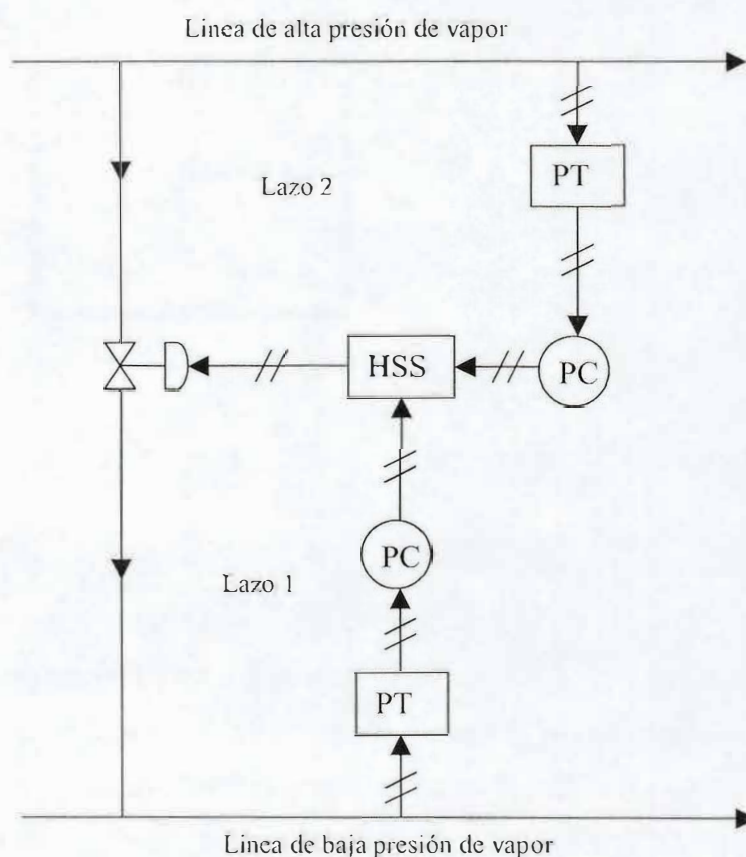 Linea de alta presión de vapor
PT
Lazo 2
HSS
PC
PC
Lazo 1
PT
Linea de baja presión de vapor